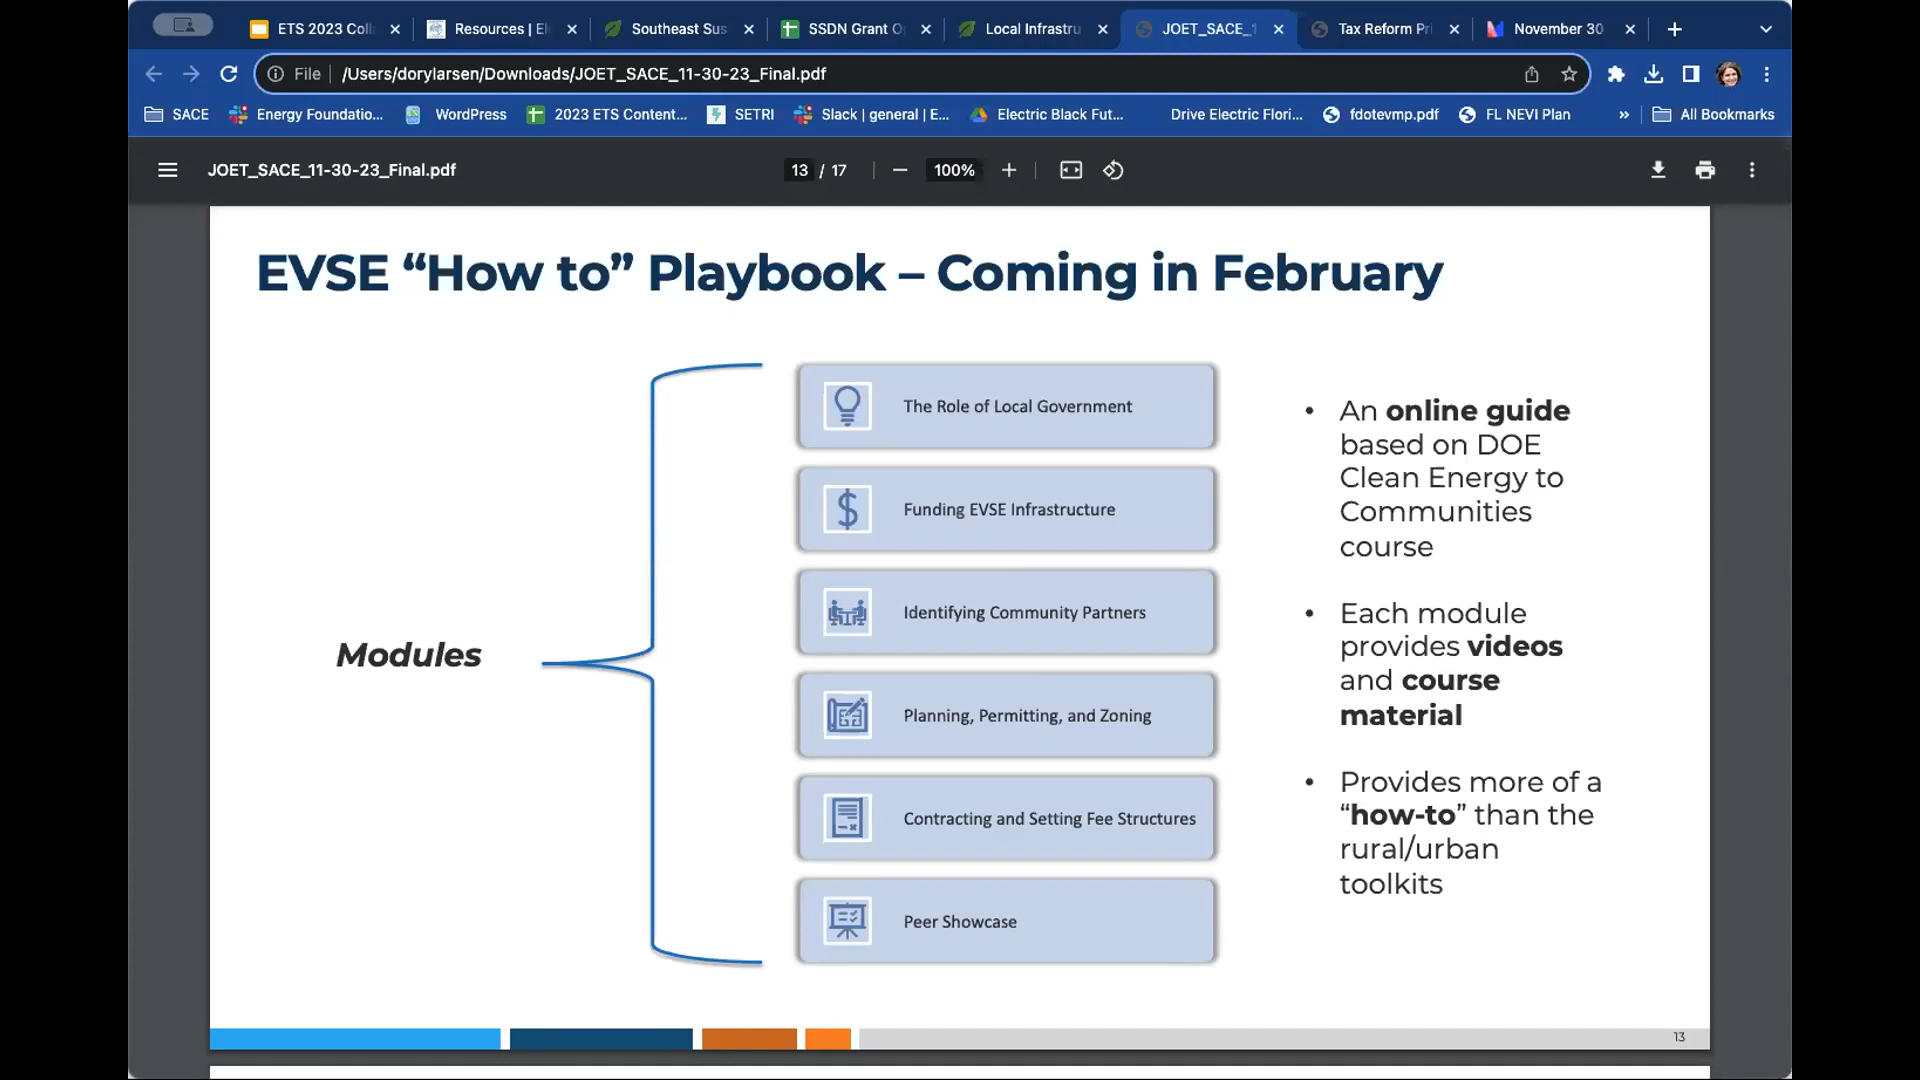 ETS 2023 Coll
Resources | El
Southeast Sus
SSDN Grant O
Local Infrastru
JOET_SACE_1
Tax Reform Pri
November 30
File
/Users/dorylarsen/Downloads/JOET_SACE_11-30-23_Final.pdf
SACE
Energy Foundatio...
WordPress
2023 ETS Content...
SETRI
Slack | general | E...
Electric Black Fut...
Drive Electric Flori...
fdotevmp.pdf
FL NEVI Plan
»
All Bookmarks
JOET_SACE_11-30-23_Final.pdf
13 / 17
100%
EVSE “How to” Playbook – Coming in February
Modules
The Role of Local Government
Funding EVSE Infrastructure
Identifying Community Partners
Planning, Permitting, and Zoning
Contracting and Setting Fee Structures
Peer Showcase
• An online guide
based on DOE
Clean Energy to
Communities
course
• Each module
provides videos
and course
material
• Provides more of a
“how-to” than the
rural/urban
toolkits
13